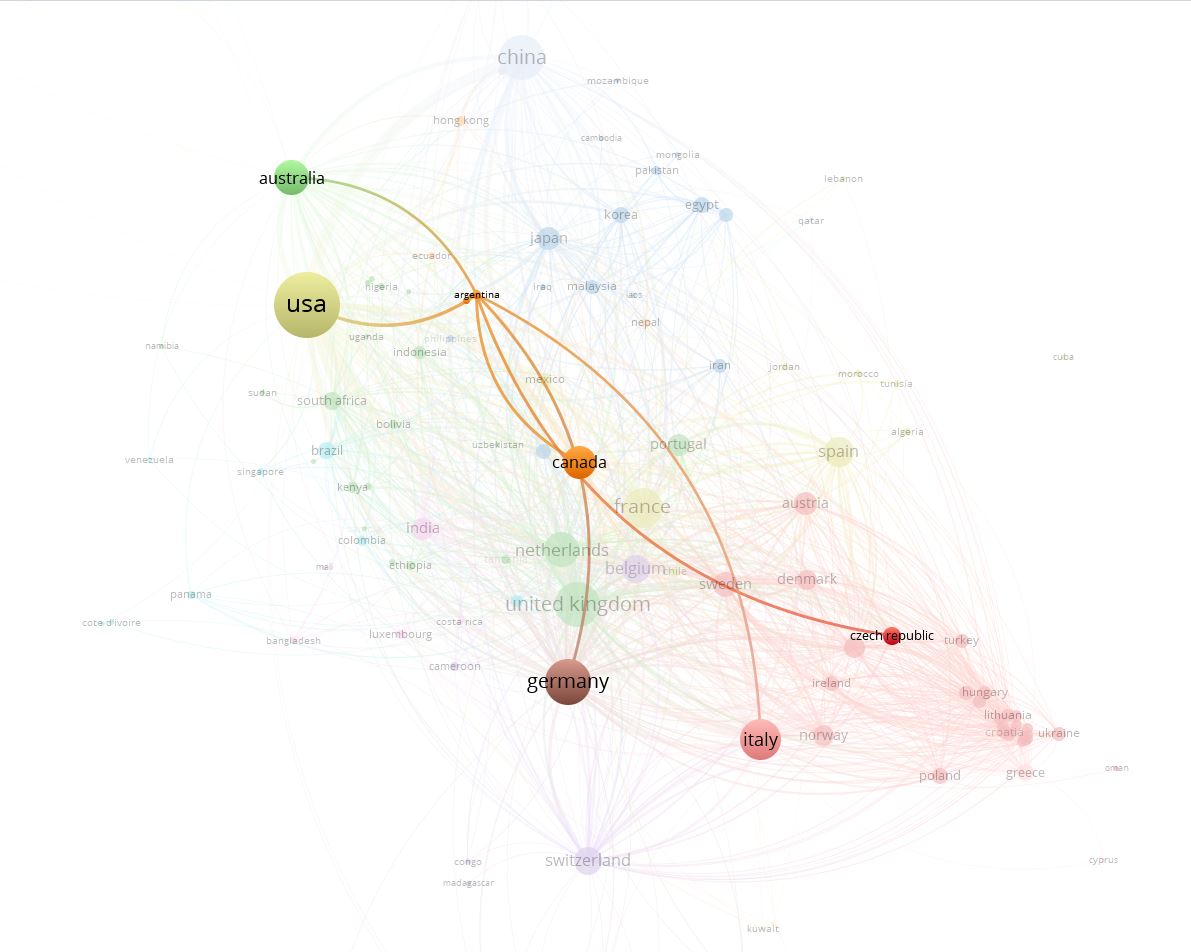 china
mozambique
hong kong
cambodia
mongolia
pakistan
australia
lebanon
egypt
korea
qatar
japan
ecuador
nigeria
iraq
malaysia
laos
argentina
usa
nepal
uganda
philippines
namibia
indonesia
cuba
iran
jordan
morocco
mexico
tunisia
sudan
south africa
bolivia
algeria
uzbekistan
portugal
brazil
spain
venezuela
canada
singapore
kenya
austria
france
india
colombia
netherlands
tanzania
ethiopia
mali
belgium
chile
denmark
sweden
panama
united kingdom
cote d'ivoire
costa rica
luxembourg
czech republic
bangladesh
turkey
cameroon
germany
ireland
hungary
lithuania
croatia
ukraine
norway
italy
oman
greece
poland
switzerland
congo
cyprus
madagascar
kuwait